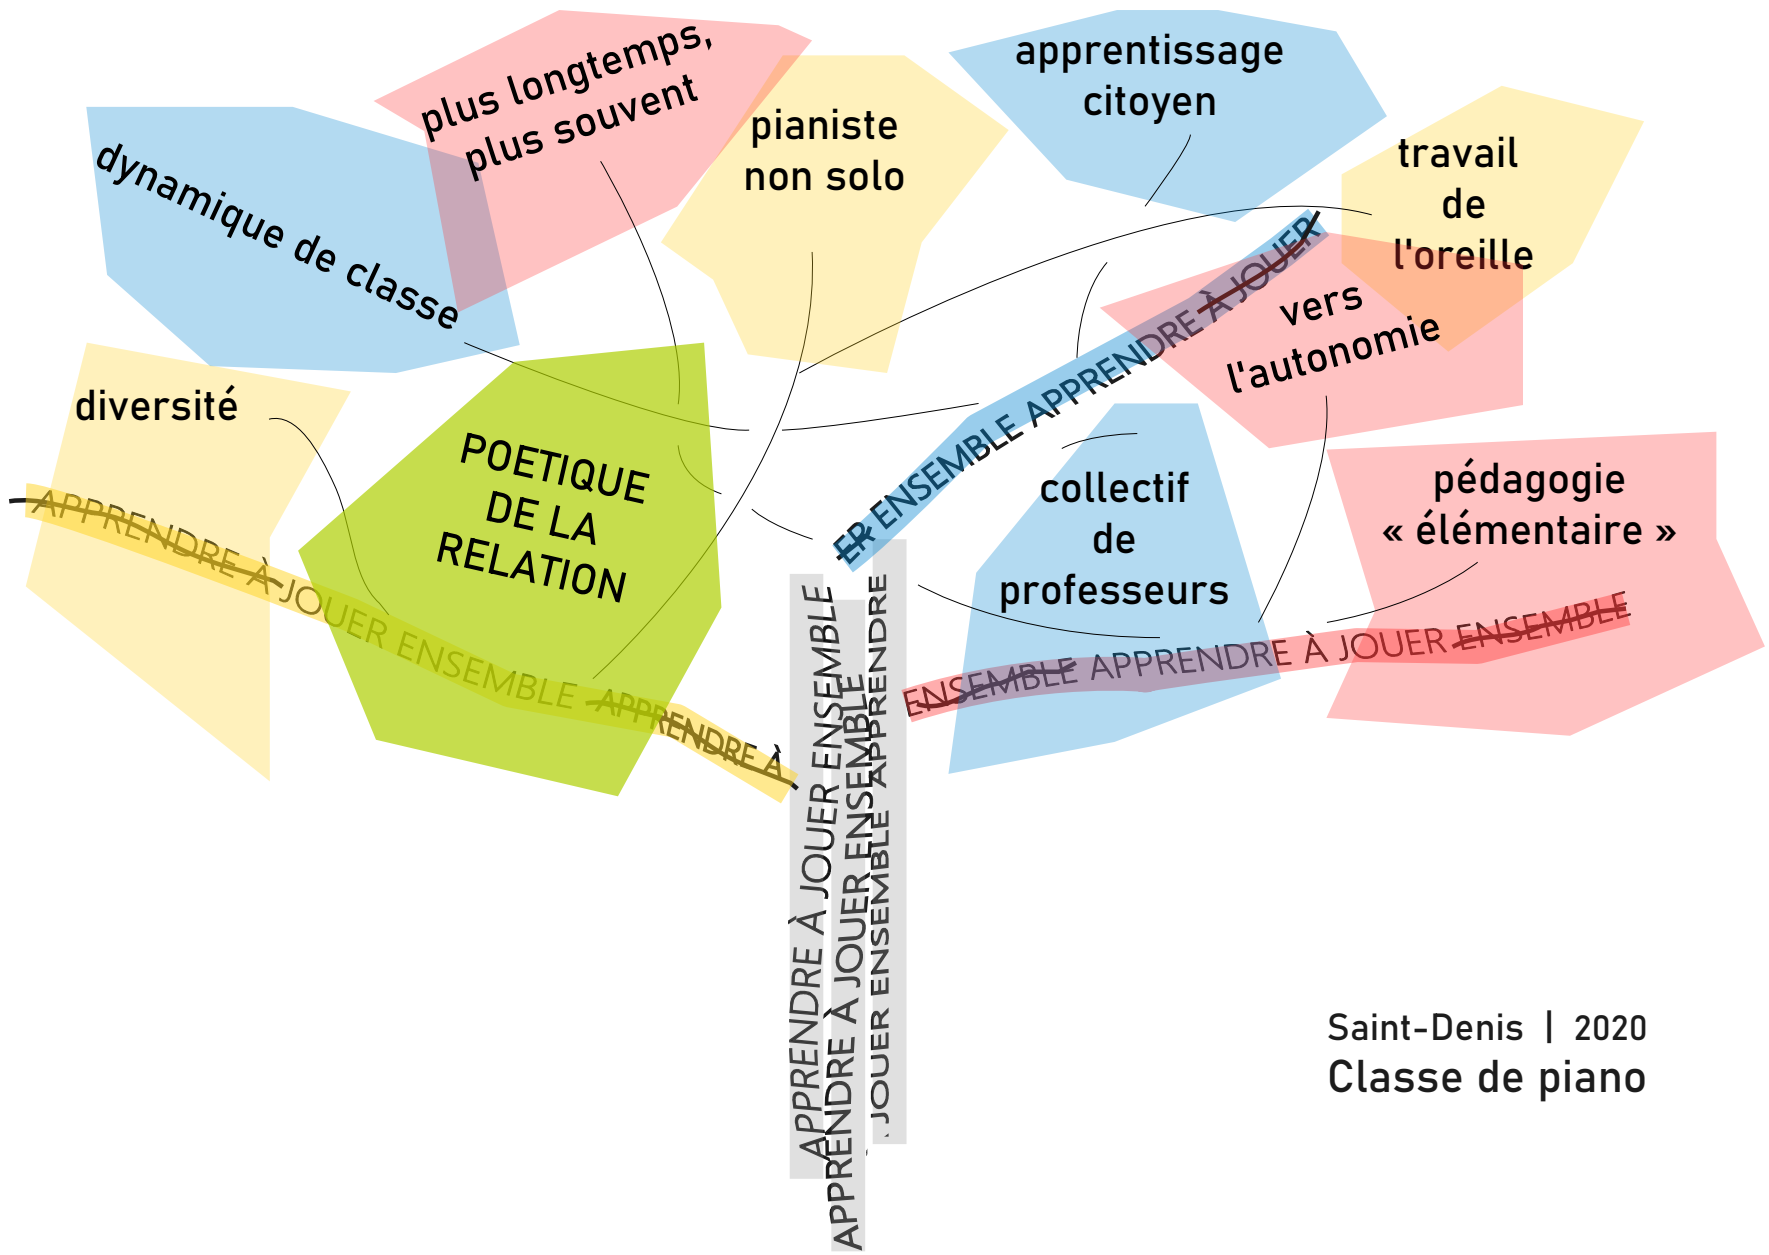 plus longtemps,
plus souvent
apprentissage
citoyen
pianiste
non solo
dynamique de classe
travail
de
l'oreille
vers
l'autonomie
diversité
POETIQUE
DE LA
RELATION
collectif
de
professeurs
pédagogie
« élémentaire »
APPRENDRE À JOUER ENSEMBLE APPRENDRE À
ER ENSEMBLE APPRENDRE À JOUER
ENSEMBLE APPRENDRE À JOUER ENSEMBLE
APPRENDRE À JOUER ENSEMBLE
APPRENDRE À JOUER ENSEMBLE
JOUER ENSEMBLE APPRENDRE
Saint-Denis | 2020
Classe de piano